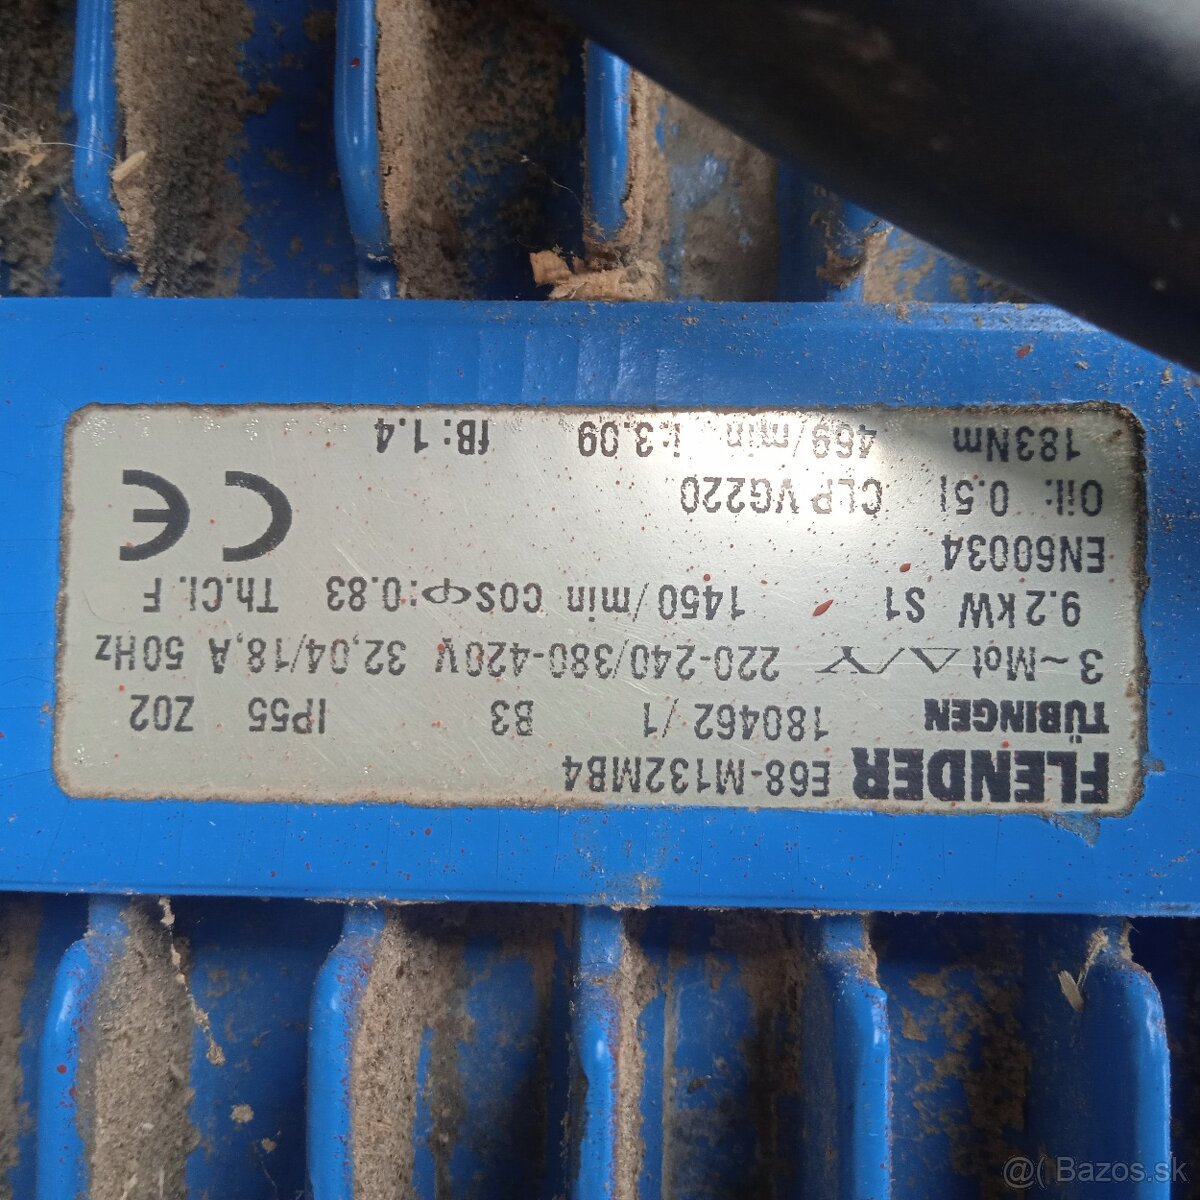 FLENDER E68-M132MB4
TÜBINGEN 180462/1 B3 IP55 Z02
3~Mot △/Y 220-240/380-420V 32,04/18,A 50Hz
9.2kW S1 1450/min cosφ:0.83 Th.Cl.F
EN60034
Oil: 0.5l CLP VG220
183Nm 469/min i:3.09 fB:1.4
CE
@( Bazos.sk